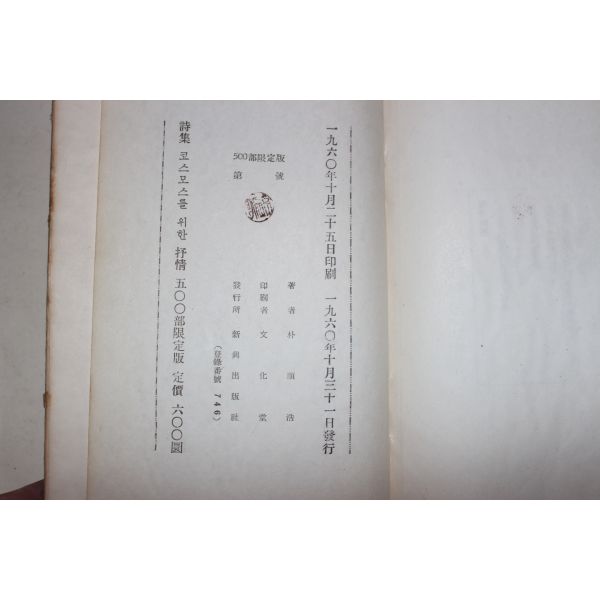 一九六〇年十月二十五日印刷 一九六〇年十月三十一日發行
500部限定版
第 號
著者 朴順浩
印刷者 文化堂
發行所 新興出版社
(登錄番號 746)
詩集 코스모스를 위한 抒情 五〇〇部限定版 定價 六〇〇圜